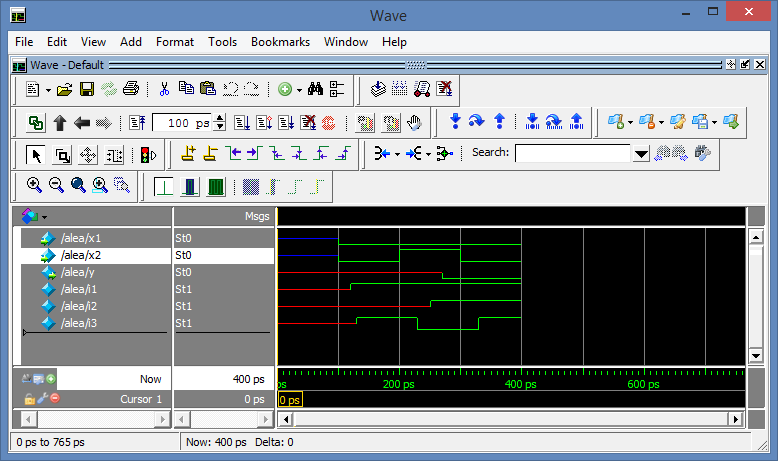 Wave
File Edit View Add Format Tools Bookmarks Window Help
Wave - Default
100 ps
Search:
Msgs
/alea/x1 St0
/alea/x2 St0
/alea/y St0
/alea/i1 St1
/alea/i2 St1
/alea/i3 St1
Now 400 ps
ps 200 ps 400 ps 600 ps
Cursor 1 0 ps 0 ps
0 ps to 765 ps Now: 400 ps Delta: 0